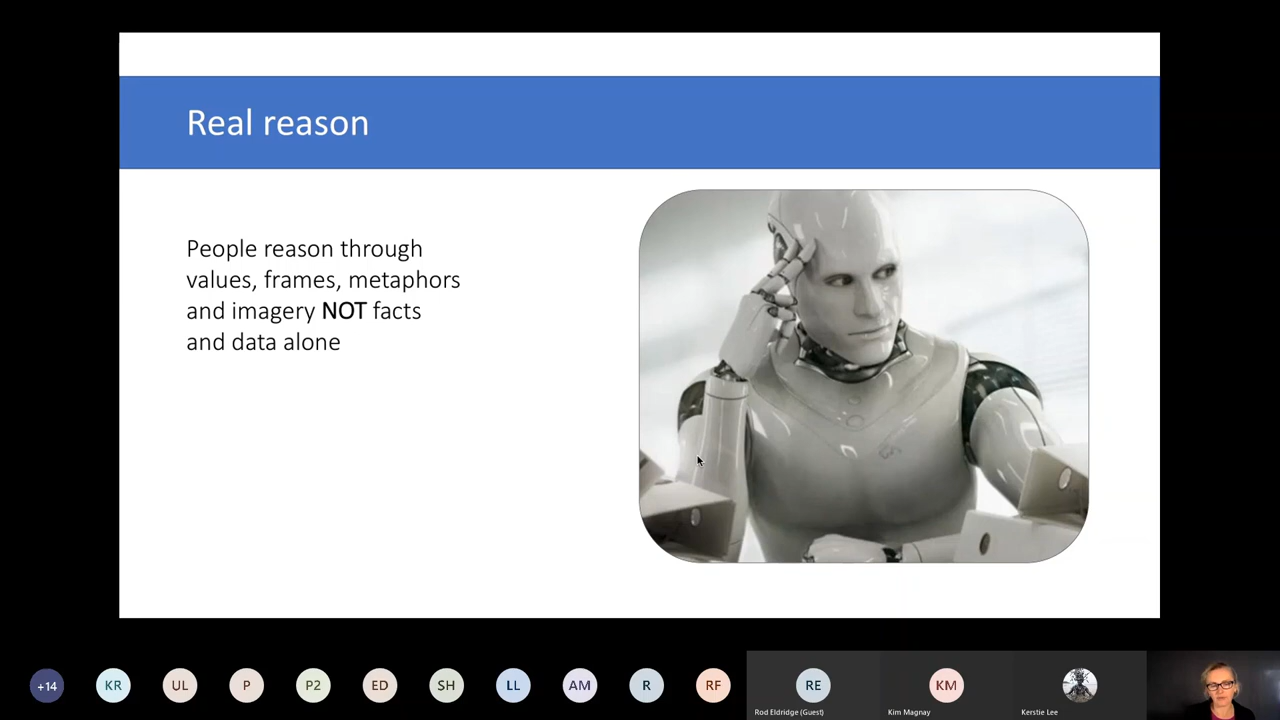 Real reason
People reason through
values, frames, metaphors
and imagery NOT facts
and data alone
+14
KR
UL
P
P2
ED
SH
LL
AM
R
RF
RE
KM
Rod Eldridge (Guest)
Kim Magnay
Kerstie Lee